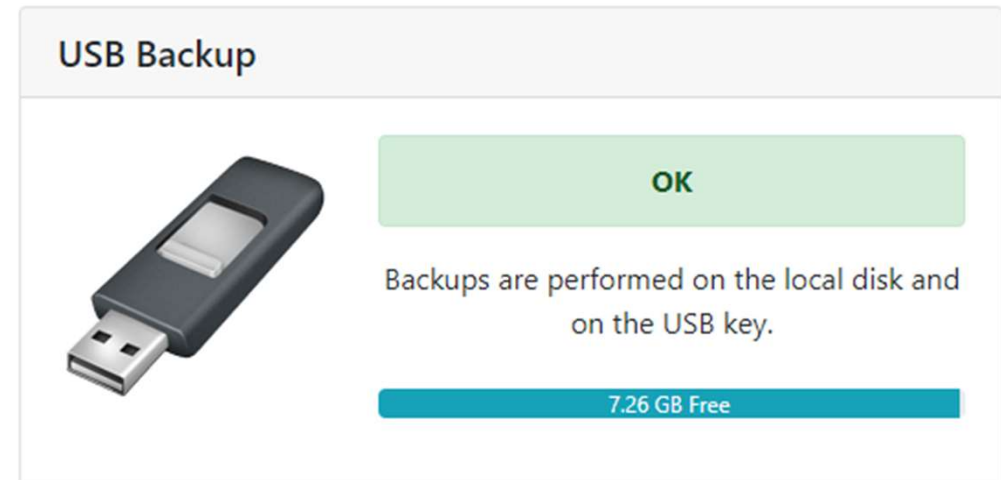 USB Backup
OK
Backups are performed on the local disk and
on the USB key.
7.26 GB Free